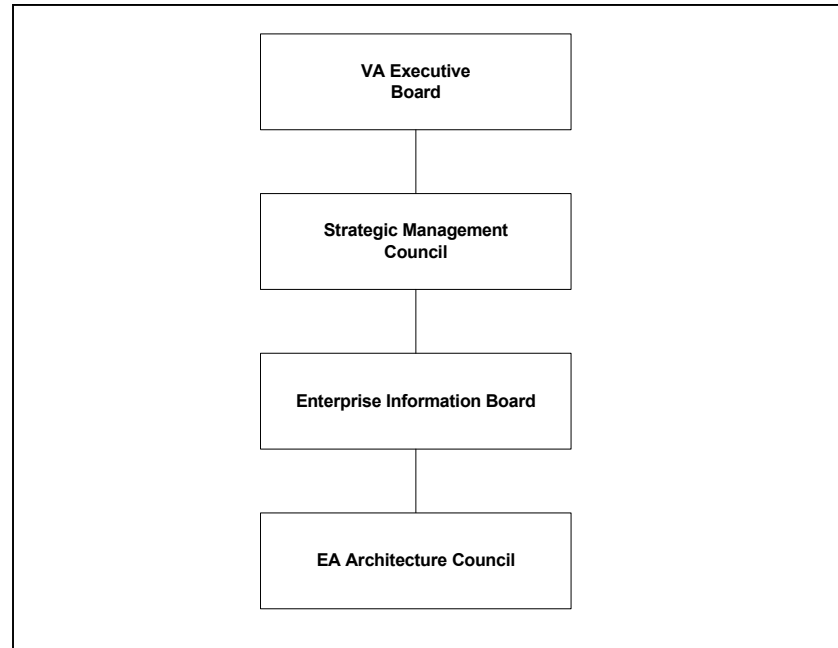 VA Executive
Board
Strategic Management
Council
Enterprise Information Board
EA Architecture Council